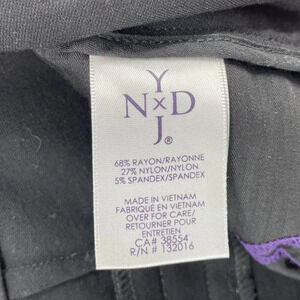 Y
N x D
J®
68% RAYON/RAYONNE
27% NYLON/NYLON
5% SPANDEX/SPANDEX
MADE IN VIETNAM
FABRIQUÉ EN VIETNAM
OVER FOR CARE/
RETOURNER POUR
ENTRETIEN
CA# 38554
R/N # 132016